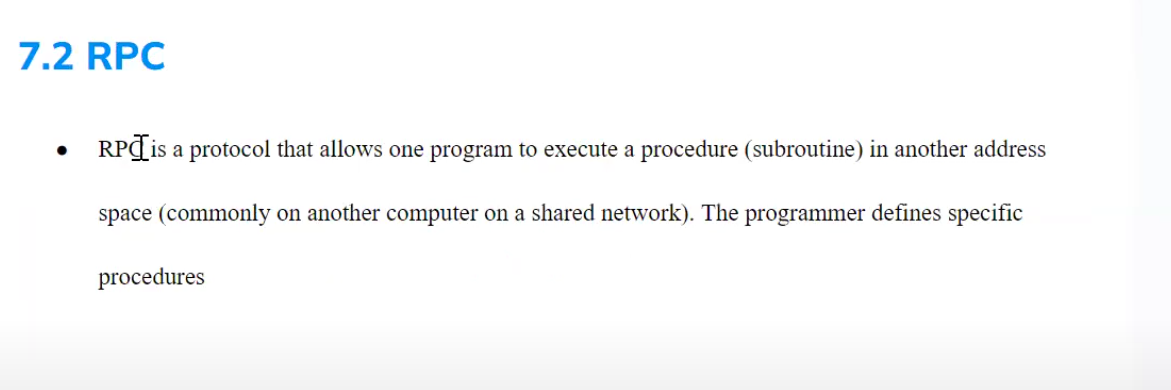 7.2 RPC
• RPC is a protocol that allows one program to execute a procedure (subroutine) in another address
space (commonly on another computer on a shared network). The programmer defines specific
procedures